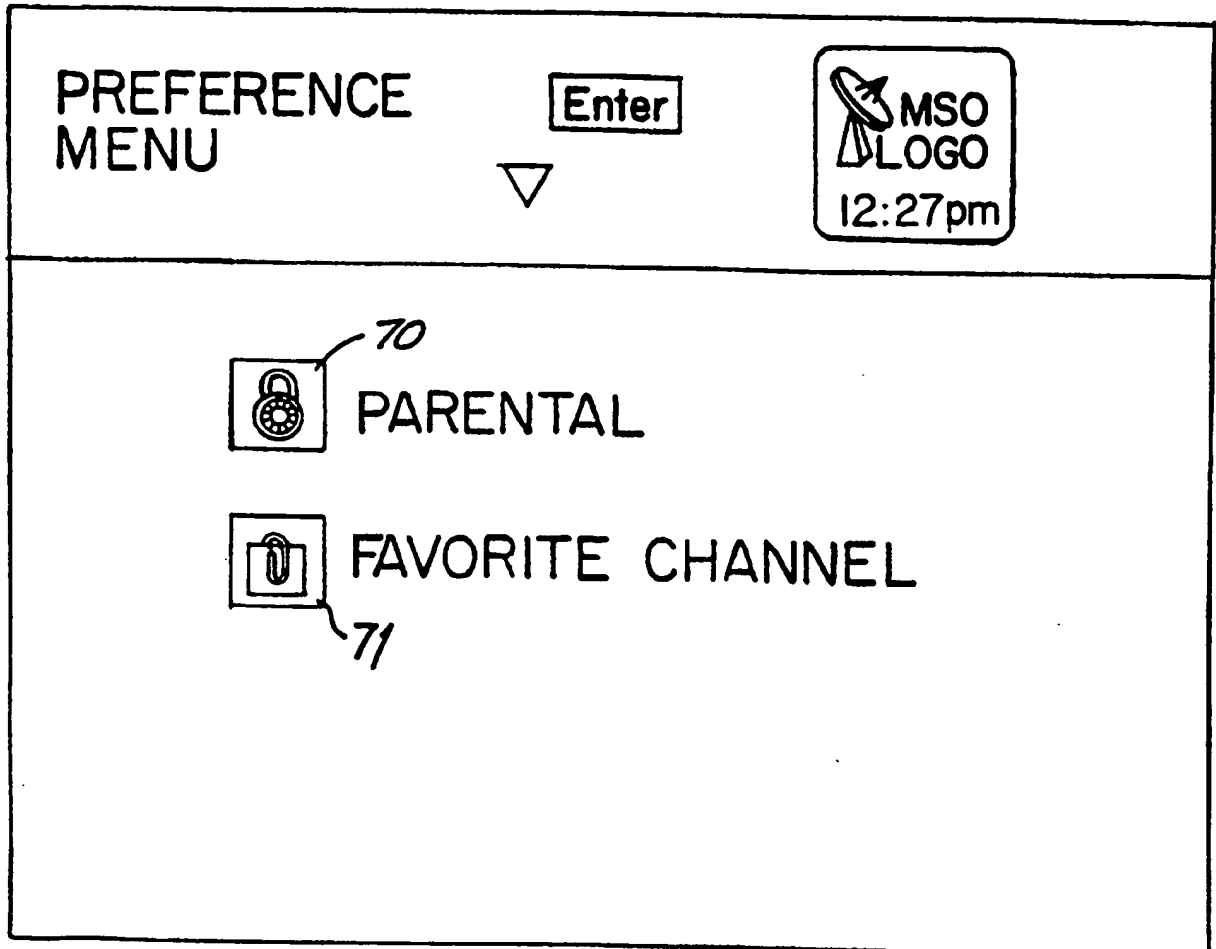 PREFERENCE
MENU
Enter
MSO
LOGO
12:27pm
70
PARENTAL
FAVORITE CHANNEL
71